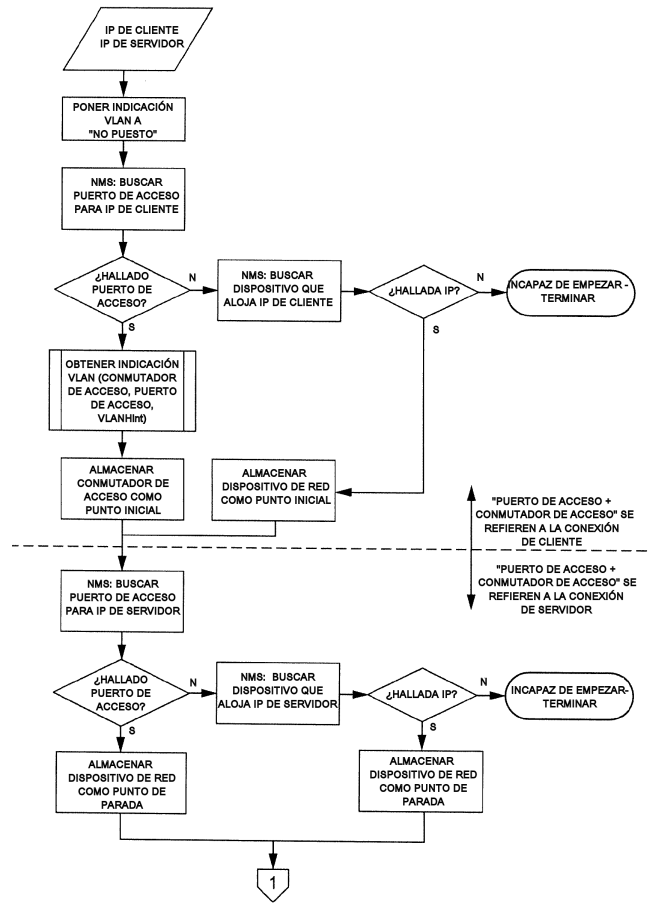 IP DE CLIENTE
IP DE SERVIDOR
PONER INDICACIÓN
VLAN A
"NO PUESTO"
NMS: BUSCAR
PUERTO DE ACCESO
PARA IP DE CLIENTE
¿HALLADO
PUERTO DE
ACCESO?
N
S
NMS: BUSCAR
DISPOSITIVO QUE
ALOJA IP DE CLIENTE
¿HALLADA IP?
N
S
INCAPAZ DE EMPEZAR -
TERMINAR
OBTENER INDICACIÓN
VLAN (CONMUTADOR
DE ACCESO, PUERTO
DE ACCESO,
VLANHInt)
ALMACENAR
CONMUTADOR DE
ACCESO COMO
PUNTO INICIAL
ALMACENAR
DISPOSITIVO DE RED
COMO PUNTO INICIAL
"PUERTO DE ACCESO +
CONMUTADOR DE ACCESO" SE
REFIEREN A LA CONEXIÓN
DE CLIENTE
"PUERTO DE ACCESO +
CONMUTADOR DE ACCESO" SE
REFIEREN A LA CONEXIÓN
DE SERVIDOR
NMS: BUSCAR
PUERTO DE ACCESO
PARA IP DE SERVIDOR
¿HALLADO
PUERTO DE
ACCESO?
N
S
NMS: BUSCAR
DISPOSITIVO QUE
ALOJA IP DE SERVIDOR
¿HALLADA IP?
N
S
INCAPAZ DE EMPEZAR-
TERMINAR
ALMACENAR
DISPOSITIVO DE RED
COMO PUNTO DE
PARADA
ALMACENAR
DISPOSITIVO DE RED
COMO PUNTO DE
PARADA
1